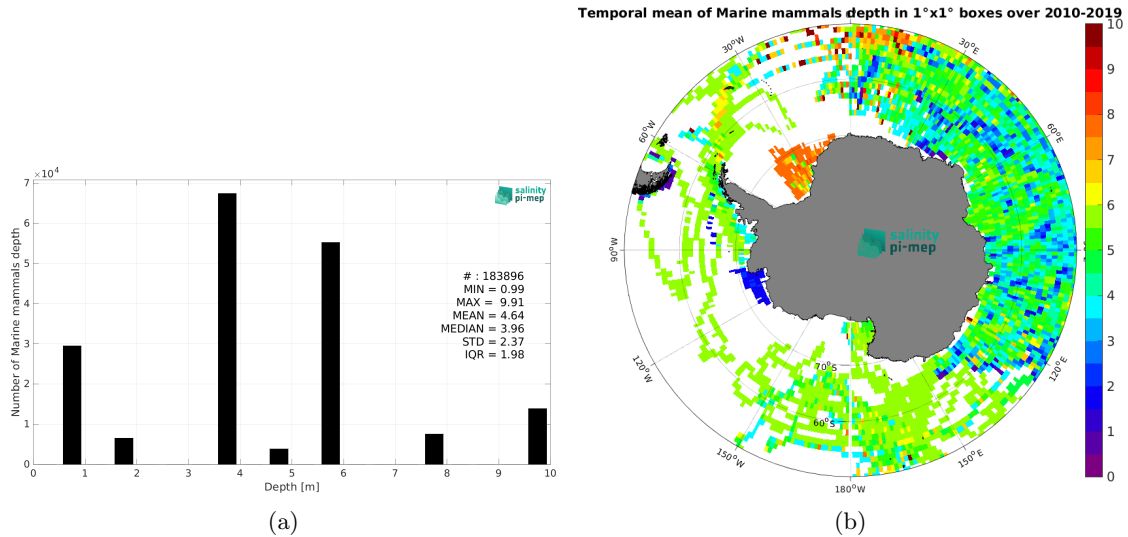 ×10⁴
7
6
5
4
3
2
1
0
Number of Marine mammals depth
salinity
pi-mep
# : 183896
MIN = 0.99
MAX = 9.91
MEAN = 4.64
MEDIAN = 3.96
STD = 2.37
IQR = 1.98
0 1 2 3 4 5 6 7 8 9 10
Depth [m]
(a)
Temporal mean of Marine mammals depth in 1°x1° boxes over 2010-2019
30°W
30°E
60°W
60°E
90°W
120°W
120°E
150°W
150°E
180°W
70°S
60°S
salinity
pi-mep
10
9
8
7
6
5
4
3
2
1
0
(b)